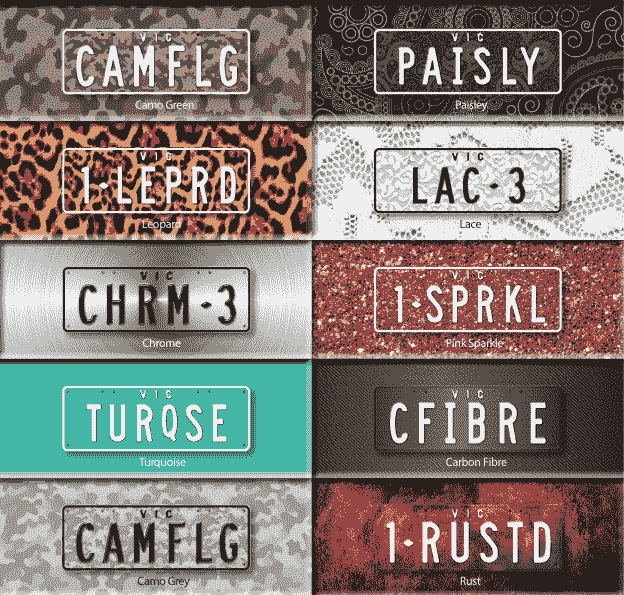 VIC
CAMFLG
Camo Green
VIC
PAISLY
Paisley
VIC
1·LEPRD
Leopard
VIC
LAC·3
Lace
VIC
CHRM·3
Chrome
VIC
1·SPRKL
Pink Sparkle
VIC
TURQSE
Turquoise
VIC
CFIBRE
Carbon Fibre
VIC
CAMFLG
Camo Grey
VIC
1·RUSTD
Rust